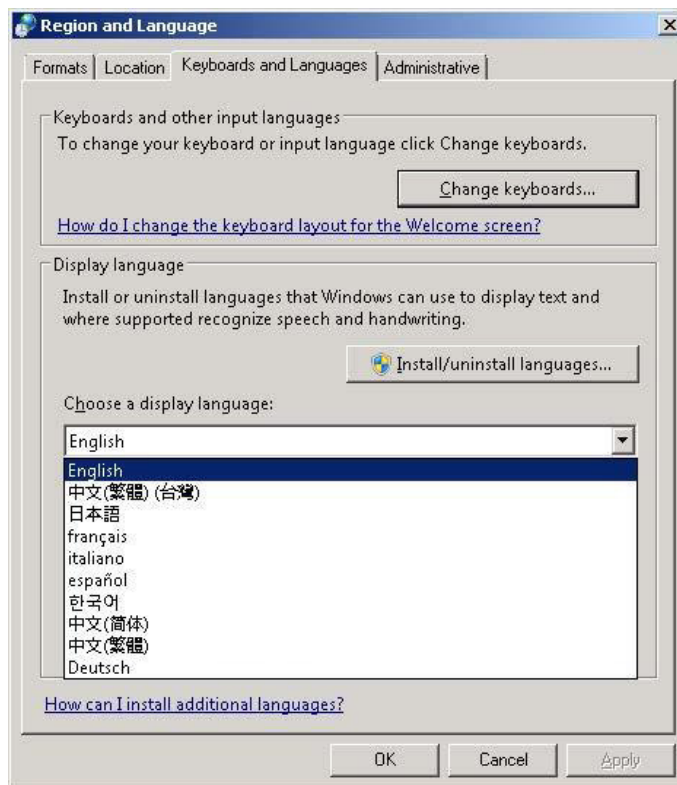 Region and Language
Formats Location Keyboards and Languages Administrative
Keyboards and other input languages
To change your keyboard or input language click Change keyboards.
Change keyboards...
How do I change the keyboard layout for the Welcome screen?
Display language
Install or uninstall languages that Windows can use to display text and
where supported recognize speech and handwriting.
Install/uninstall languages...
Choose a display language:
English
English
中文(繁體) (台灣)
日本語
français
italiano
español
한국어
中文(简体)
中文(繁體)
Deutsch
How can I install additional languages?
OK Cancel Apply